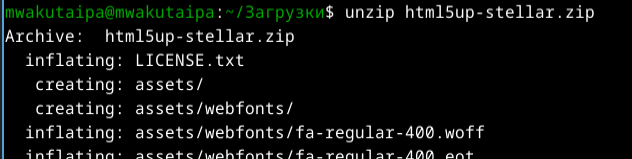 mwakutaipa@mwakutaipa:~/Загрузки$ unzip html5up-stellar.zip
Archive:  html5up-stellar.zip
  inflating: LICENSE.txt
   creating: assets/
   creating: assets/webfonts/
  inflating: assets/webfonts/fa-regular-400.woff
  inflating: assets/webfonts/fa-regular-400.eot